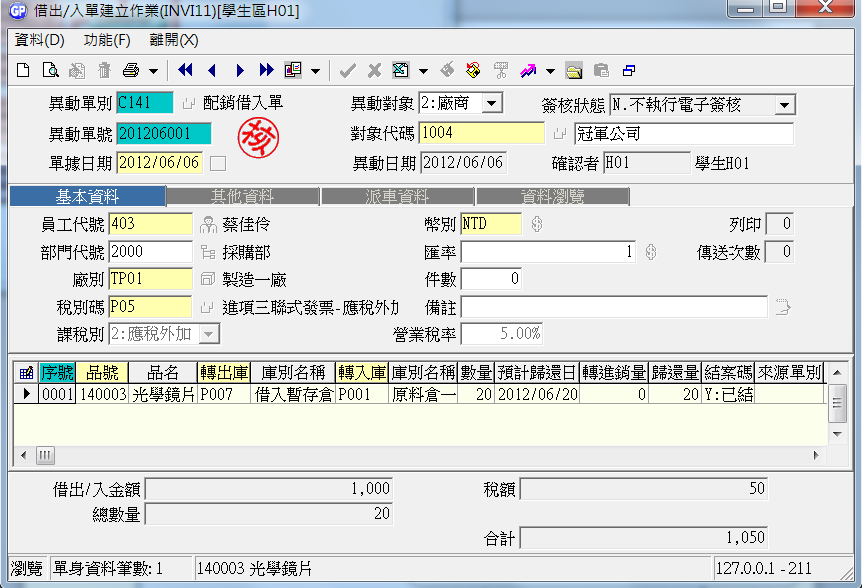 GP 借出/入單建立作業(INVI11)[學生區H01]
資料(D) 功能(F) 離開(X)
異動單別 C141 配銷借入單 異動對象 2:廠商 簽核狀態 N.不執行電子簽核
異動單號 201206001 核 對象代碼 1004 冠軍公司
單據日期 2012/06/06 異動日期 2012/06/06 確認者 H01 學生H01
基本資料 其他資料 派車資料 資料瀏覽
員工代號 403 蔡佳伶 幣別 NTD 列印 0
部門代號 2000 採購部 匯率 1 傳送次數 0
廠別 TP01 製造一廠 件數 0
稅別碼 P05 進項三聯式發票-應稅外加 備註
課稅別 2:應稅外加 營業稅率 5.00%
序號 品號 品名 轉出庫 庫別名稱 轉入庫 庫別名稱 數量 預計歸還日 轉進銷量 歸還量 結案碼 來源單別
0001 140003 光學鏡片 P007 借入暫存倉 P001 原料倉一 20 2012/06/20 0 20 Y:已結
借出/入金額 1,000 稅額 50
總數量 20
合計 1,050
瀏覽 單身資料筆數: 1 140003 光學鏡片 127.0.0.1 - 211